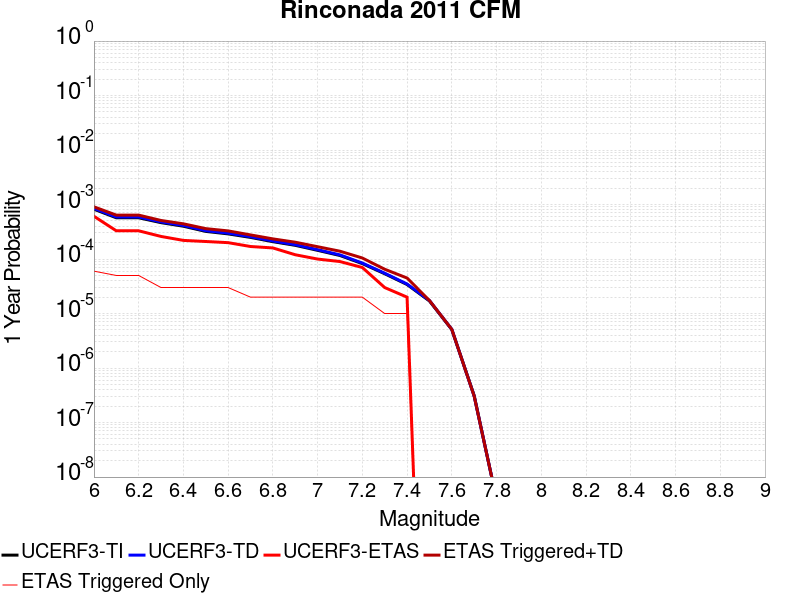 Rinconada 2011 CFM
10^0
10^-1
10^-2
10^-3
10^-4
10^-5
10^-6
10^-7
10^-8
1 Year Probability
6 6.2 6.4 6.6 6.8 7 7.2 7.4 7.6 7.8 8 8.2 8.4 8.6 8.8 9
Magnitude
UCERF3-TI UCERF3-TD UCERF3-ETAS ETAS Triggered+TD
ETAS Triggered Only